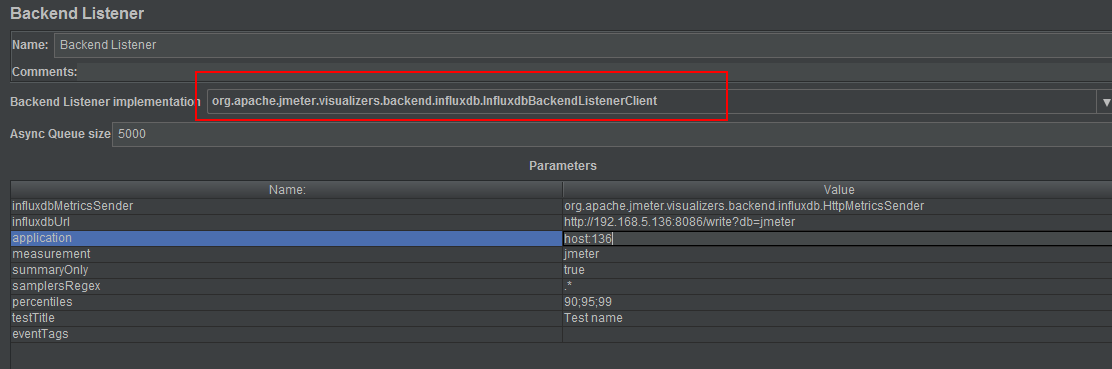 Backend Listener
Name: Backend Listener
Comments:
Backend Listener implementation org.apache.jmeter.visualizers.backend.influxdb.InfluxdbBackendListenerClient
Async Queue size 5000
Parameters
Name: Value
influxdbMetricsSender org.apache.jmeter.visualizers.backend.influxdb.HttpMetricsSender
influxdbUrl http://192.168.5.136:8086/write?db=jmeter
application host:136
measurement jmeter
summaryOnly true
samplersRegex .*
percentiles 90;95;99
testTitle Test name
eventTags